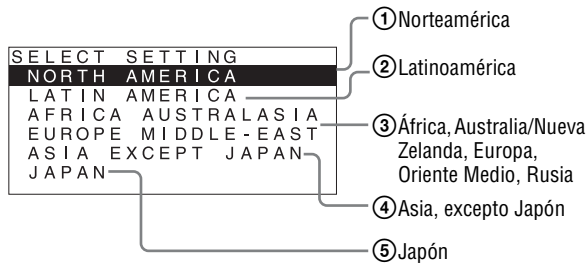 SELECT SETTING
NORTH AMERICA
LATIN AMERICA
AFRICA AUSTRALASIA
EUROPE MIDDLE-EAST
ASIA EXCEPT JAPAN
JAPAN
①Norteamérica
②Latinoamérica
③África, Australia/Nueva
Zelanda, Europa,
Oriente Medio, Rusia
④Asia, excepto Japón
⑤Japón